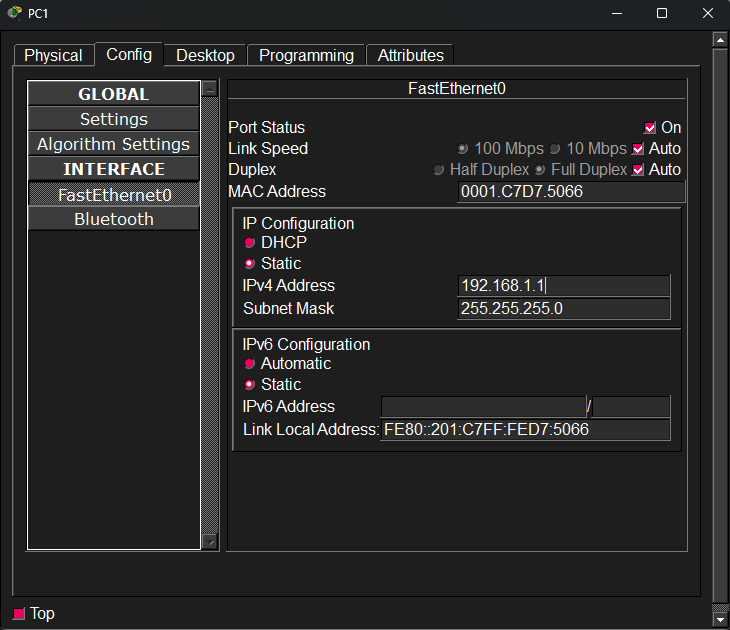 PC1
Physical Config Desktop Programming Attributes
GLOBAL
Settings
Algorithm Settings
INTERFACE
FastEthernet0
Bluetooth
FastEthernet0
Port Status On
Link Speed 100 Mbps 10 Mbps Auto
Duplex Half Duplex Full Duplex Auto
MAC Address 0001.C7D7.5066
IP Configuration
DHCP
Static
IPv4 Address 192.168.1.1
Subnet Mask 255.255.255.0
IPv6 Configuration
Automatic
Static
IPv6 Address /
Link Local Address: FE80::201:C7FF:FED7:5066
Top